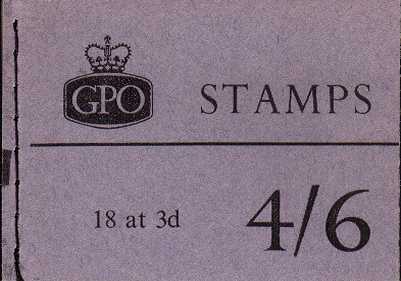 GPO
STAMPS
18 at 3d
4/6